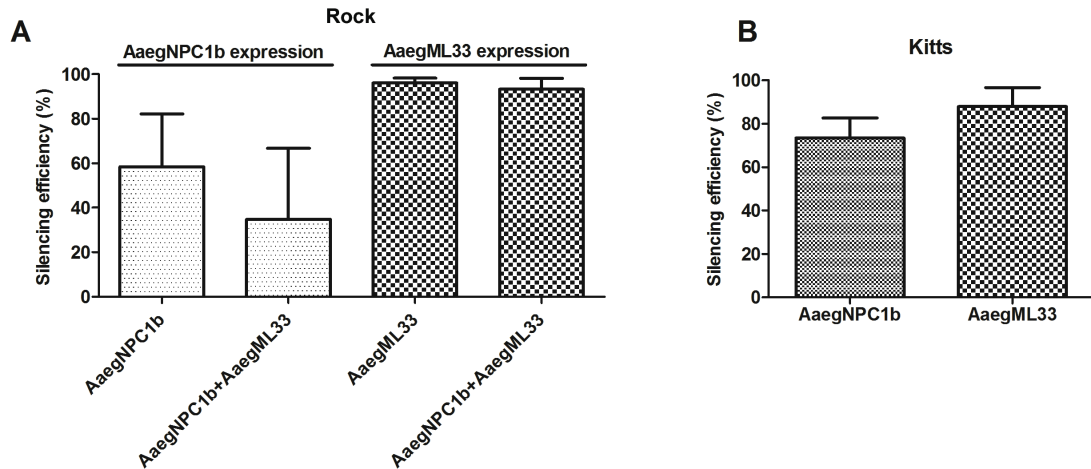 A
Rock
AaegNPC1b expression
AaegML33 expression
Silencing efficiency (%)
100
80
60
40
20
0
AaegNPC1b
AaegNPC1b+AaegML33
AaegML33
AaegNPC1b+AaegML33
B
Kitts
Silencing efficiency (%)
100
80
60
40
20
0
AaegNPC1b
AaegML33